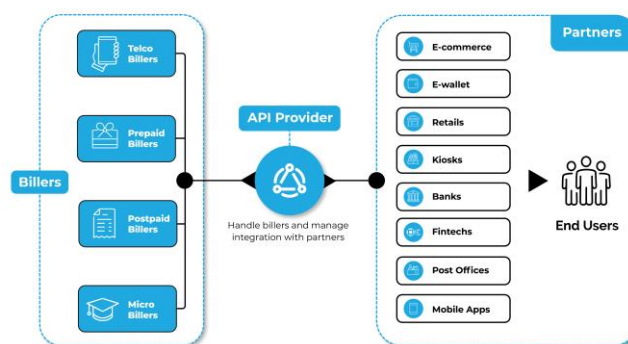 Billers
Telco
Billers
Prepaid
Billers
Postpaid
Billers
Micro
Billers
API Provider
Handle billers and manage
integration with partners
Partners
E-commerce
E-wallet
Retails
Kiosks
Banks
Fintechs
Post Offices
Mobile Apps
End Users